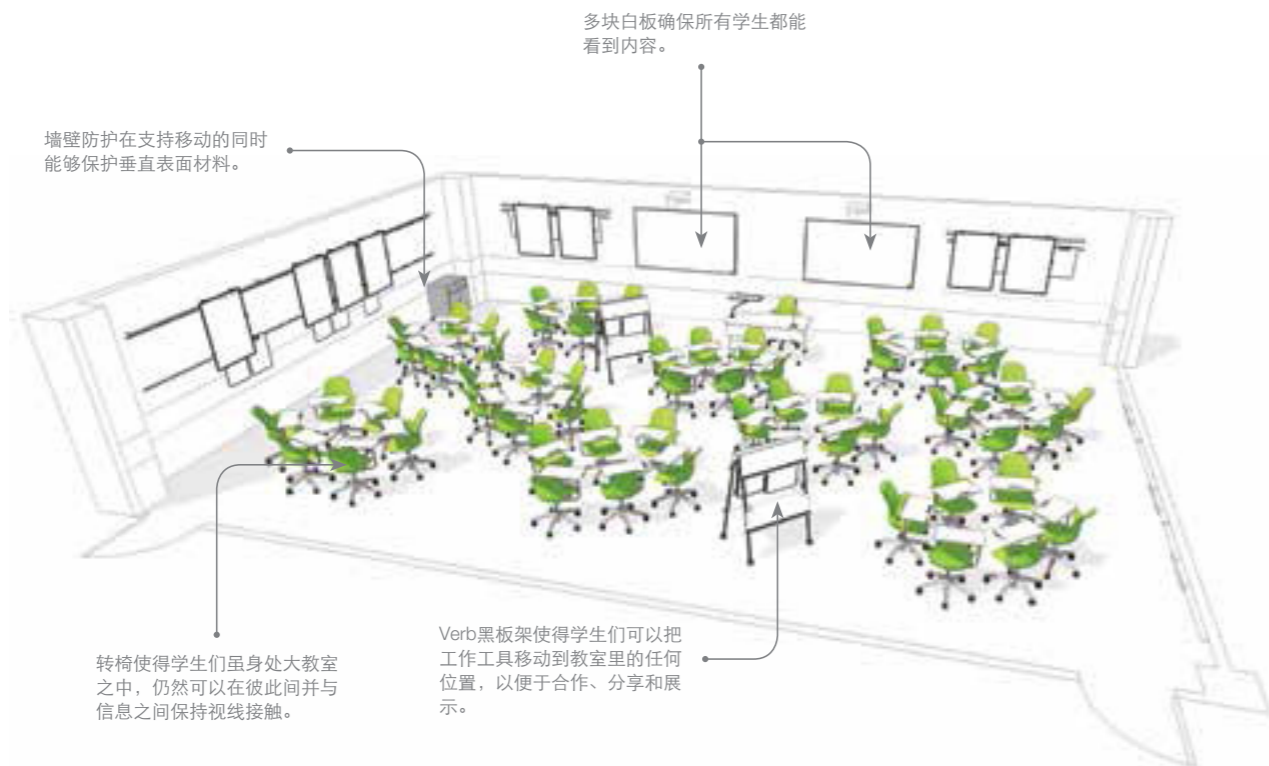 多块白板确保所有学生都能
看到内容。
墙壁防护在支持移动的同时
能够保护垂直表面材料。
Verb黑板架使得学生们可以把
工作工具移动到教室里的任何
位置，以便于合作、分享和展
示。
转椅使得学生们虽身处大教室
之中，仍然可以在彼此间并与
信息之间保持视线接触。